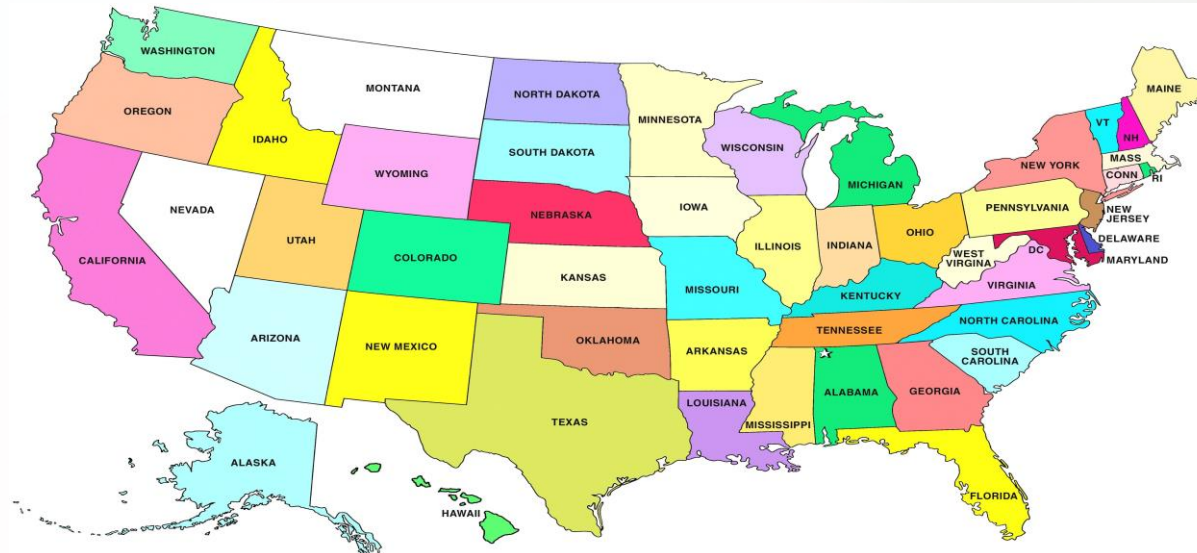 WASHINGTON
MONTANA
NORTH DAKOTA
MINNESOTA
MAINE
OREGON
IDAHO
SOUTH DAKOTA
WISCONSIN
VT
NH
MASS
NEW YORK
CONN
RI
WYOMING
MICHIGAN
NEVADA
NEBRASKA
IOWA
PENNSYLVANIA
NEW
JERSEY
UTAH
ILLINOIS
INDIANA
OHIO
DELAWARE
DC
MARYLAND
CALIFORNIA
COLORADO
KANSAS
WEST
VIRGINA
MISSOURI
KENTUCKY
VIRGINIA
ARIZONA
NEW MEXICO
OKLAHOMA
ARKANSAS
TENNESSEE
NORTH CAROLINA
SOUTH
CAROLINA
TEXAS
LOUISIANA
MISSISSIPPI
ALABAMA
GEORGIA
ALASKA
HAWAII
FLORIDA